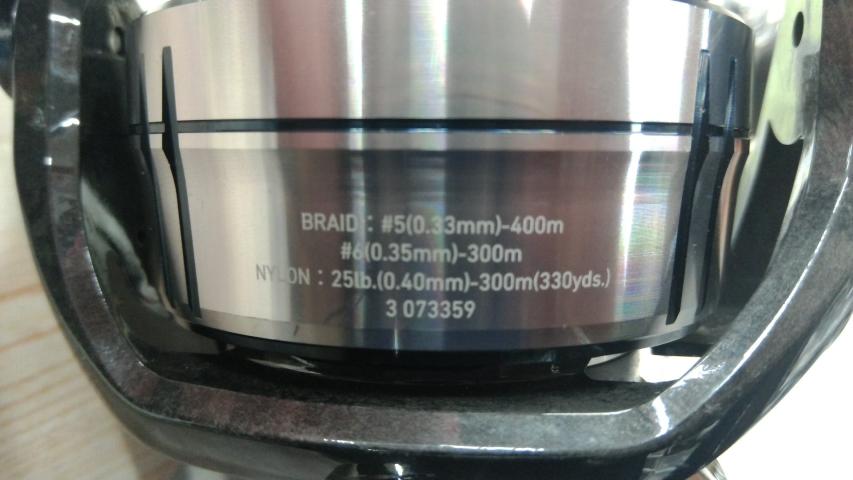 BRAID : #5(0.33mm)-400m
#6(0.35mm)-300m
NYLON : 25lb.(0.40mm)-300m(330yds.)
3 073359